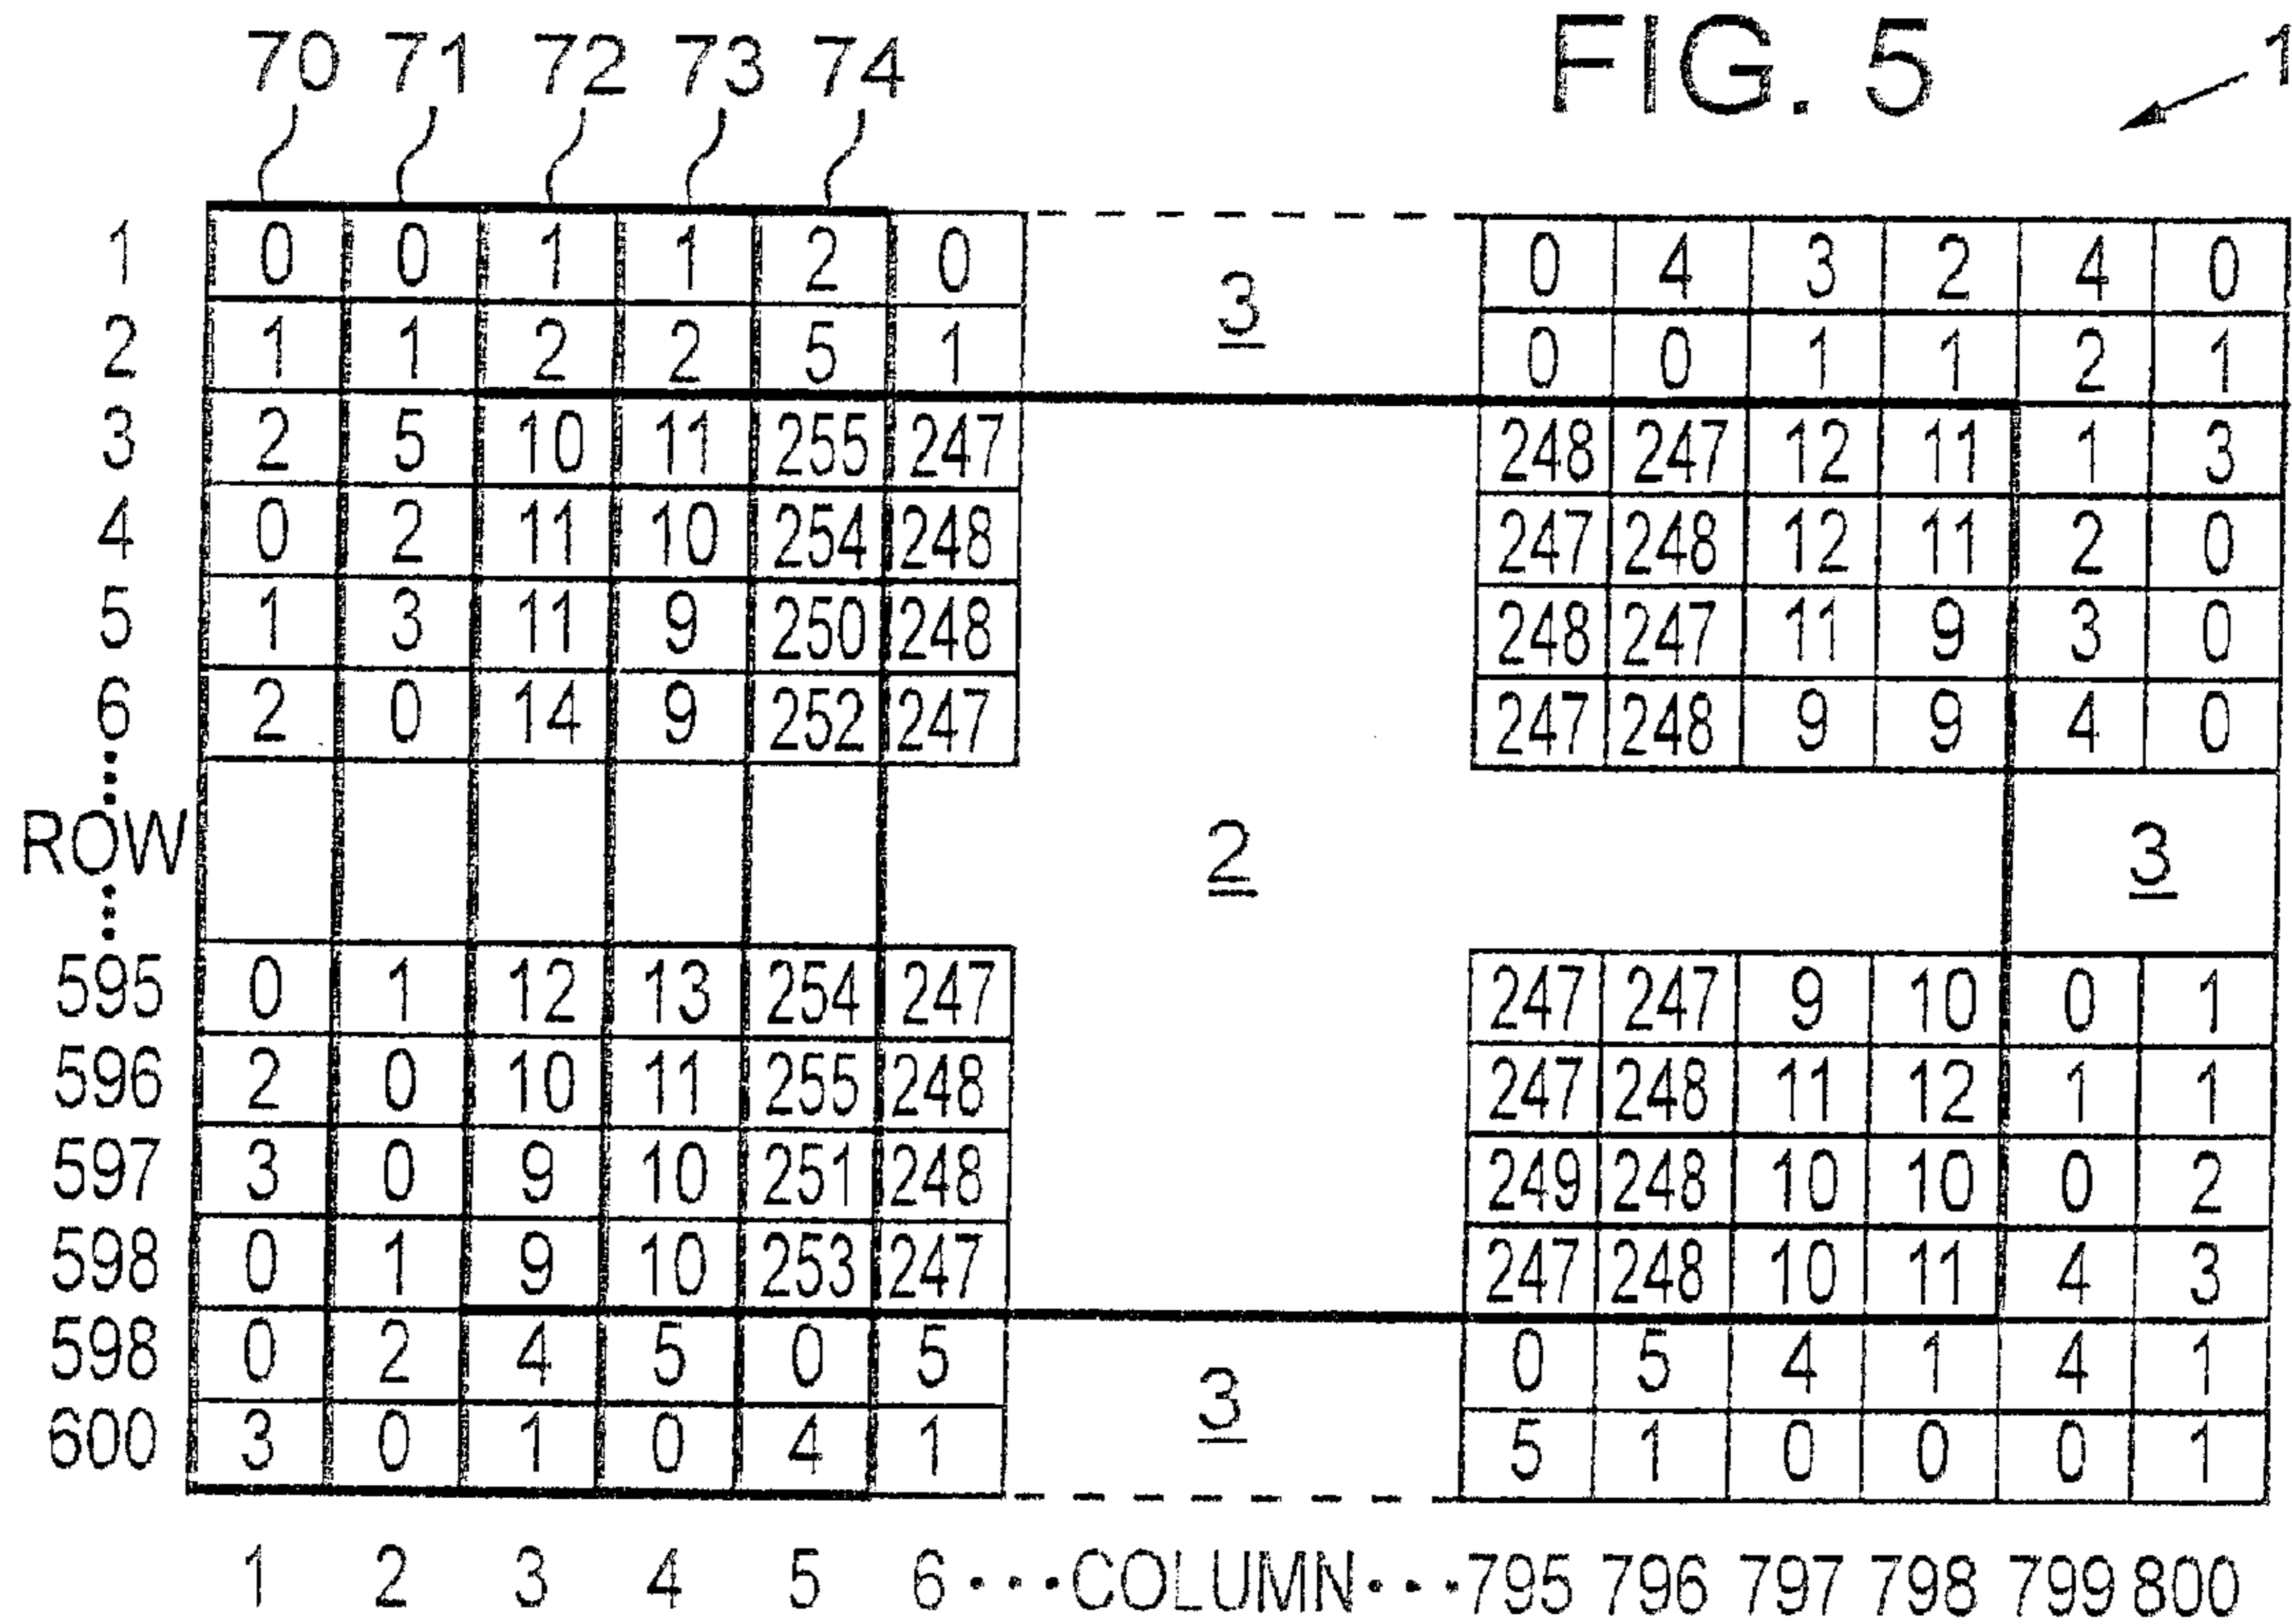 70 71 72 73 74
FIG. 5
1
1 0 0 1 1 2 0 3 0 4 3 2 4 0
2 1 1 2 2 5 1 0 0 1 1 2 1
3 2 5 10 11 255 247 248 247 12 11 1 3
4 0 2 11 10 254 248 247 248 12 11 2 0
5 1 3 11 9 250 248 248 247 11 9 3 0
6 2 0 14 9 252 247 247 248 9 9 4 0
ROW 2 3
595 0 1 12 13 254 247 247 247 9 10 0 1
596 2 0 10 11 255 248 247 248 11 12 1 1
597 3 0 9 10 251 248 249 248 10 10 0 2
598 0 1 9 10 253 247 247 248 10 11 4 3
598 0 2 4 5 0 5 3 0 5 4 1 4 1
600 3 0 1 0 4 1 5 1 0 0 0 1
1 2 3 4 5 6 ···COLUMN··· 795 796 797 798 799 800